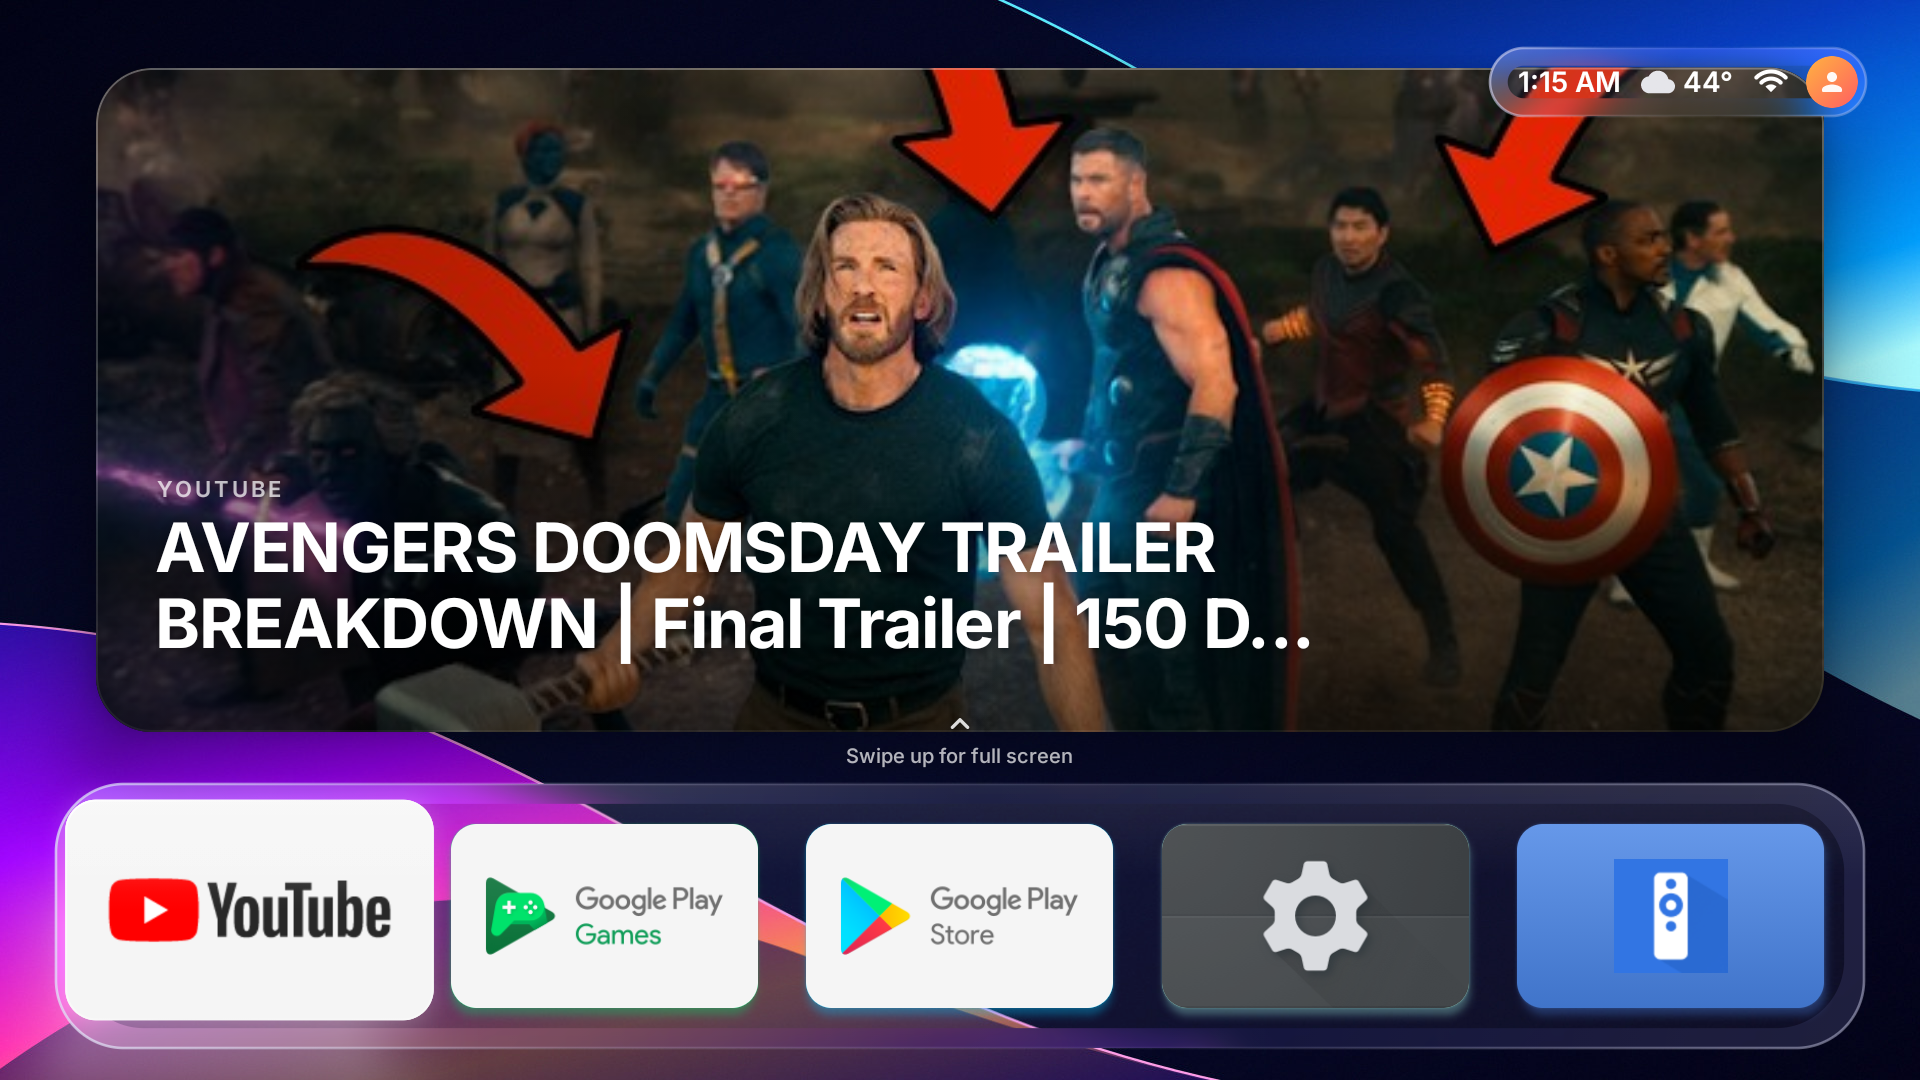 1:15 AM 44°
YOUTUBE
AVENGERS DOOMSDAY TRAILER
BREAKDOWN | Final Trailer | 150 D...
Swipe up for full screen
YouTube
Google Play
Games
Google Play
Store